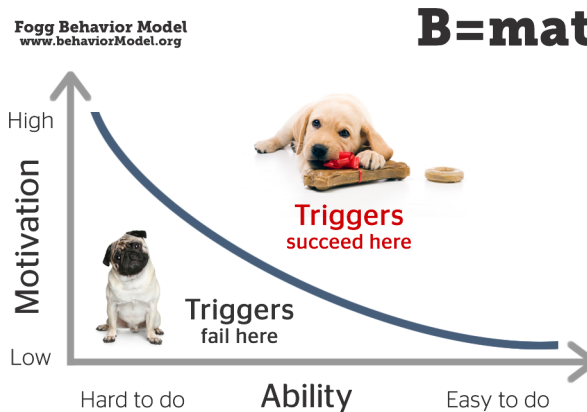 Fogg Behavior Model
www.behaviorModel.org
B=mat
High
Motivation
Triggers
succeed here
Triggers
fail here
Low
Hard to do
Ability
Easy to do